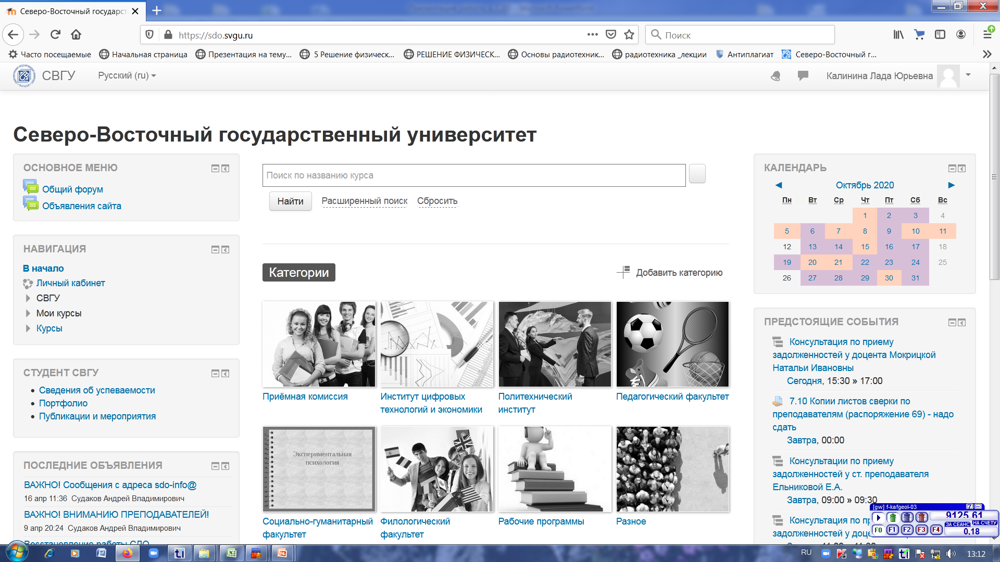 Северо-Восточный государст
https://sdo.svgu.ru
Поиск
Часто посещаемые
Начальная страница
Презентация на тему...
5 Решение физическ...
РЕШЕНИЕ ФИЗИЧЕСК...
Основы радиотехник...
радиотехника _лекции
Антиплагиат
Северо-Восточный г...
СВГУ
Русский (ru)
Калинина Лада Юрьевна
Северо-Восточный государственный университет
ОСНОВНОЕ МЕНЮ
Общий форум
Объявления сайта
НАВИГАЦИЯ
В начало
Личный кабинет
СВГУ
Мои курсы
Курсы
СТУДЕНТ СВГУ
Сведения об успеваемости
Портфолио
Публикации и мероприятия
ПОСЛЕДНИЕ ОБЪЯВЛЕНИЯ
ВАЖНО! Сообщения с адреса sdo-info@
16 апр 11:36 Судаков Андрей Владимирович
ВАЖНО! ВНИМАНИЮ ПРЕПОДАВАТЕЛЕЙ!
9 апр 20:24 Судаков Андрей Владимирович
Восстановление работы СДО
Поиск по названию курса
Найти
Расширенный поиск
Сбросить
Категории
Добавить категорию
Приёмная комиссия
Институт цифровых
технологий и экономики
Политехнический
институт
Педагогический факультет
Экспериментальная
психология
Социально-гуманитарный
факультет
Филологический
факультет
Рабочие программы
Разное
КАЛЕНДАРЬ
Октябрь 2020
Пн Вт Ср Чт Пт Сб Вс
1 2 3 4
5 6 7 8 9 10 11
12 13 14 15 16 17 18
19 20 21 22 23 24 25
26 27 28 29 30 31
ПРЕДСТОЯЩИЕ СОБЫТИЯ
Консультация по приему
задолженностей у доцента Мокрицкой
Натальи Ивановны
Сегодня, 15:30 » 17:00
7.10 Копии листов сверки по
преподавателям (распоряжение 69) - надо
сдать
Завтра, 00:00
Консультации по приему
задолженностей у ст. преподавателя
Ельниковой Е.А.
Завтра, 09:00 » 09:30
Консультация по
задолженностей у
[gw] f-kafgeol-03
9125,61
F0 F1 F2 F3 F4
ЗА СЕАНС
НА СЧЕТУ
0,18
RU
13:12